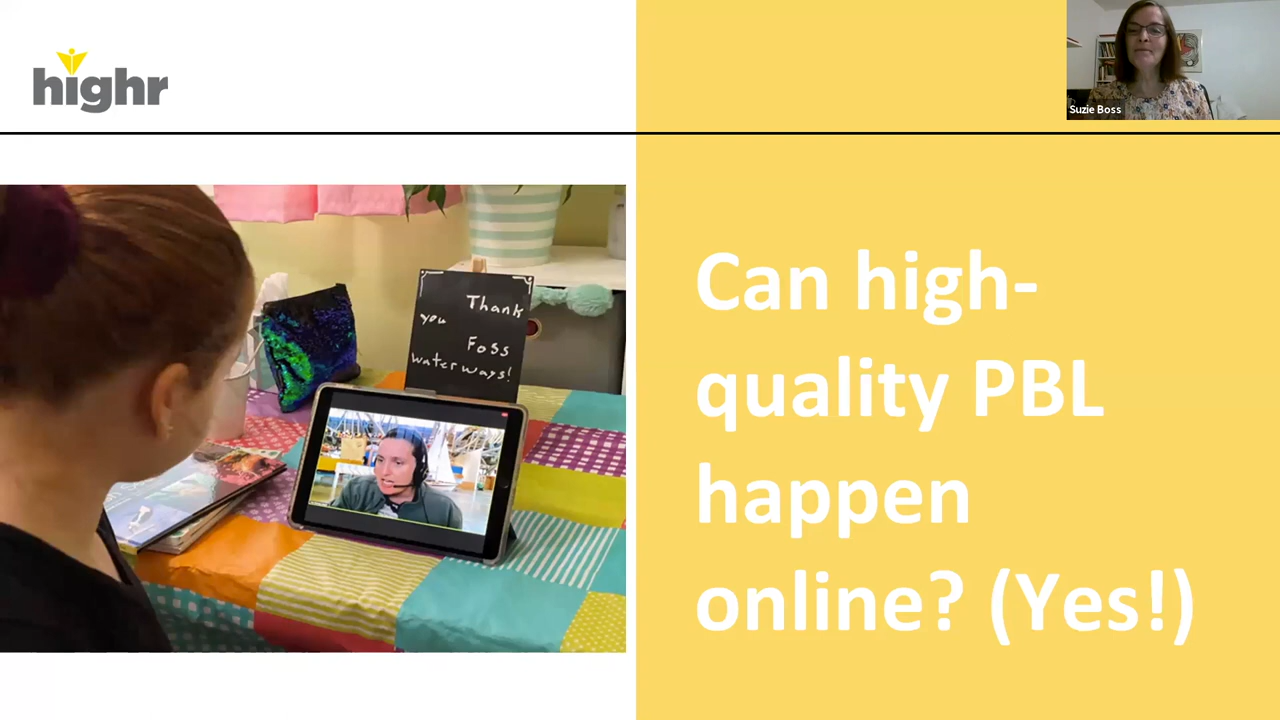 highr
Suzie Boss
Thank
you
Foss
waterways!
Can high-
quality PBL
happen
online? (Yes!)